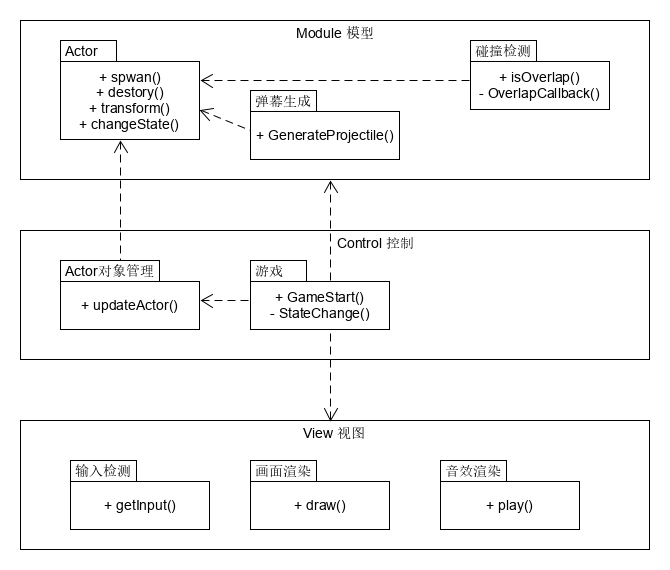 Module 模型
Actor
+ spwan()
+ destory()
+ transform()
+ changeState()
碰撞检测
+ isOverlap()
- OverlapCallback()
弹幕生成
+ GenerateProjectile()
Control 控制
Actor对象管理
+ updateActor()
游戏
+ GameStart()
- StateChange()
View 视图
输入检测
+ getInput()
画面渲染
+ draw()
音效渲染
+ play()